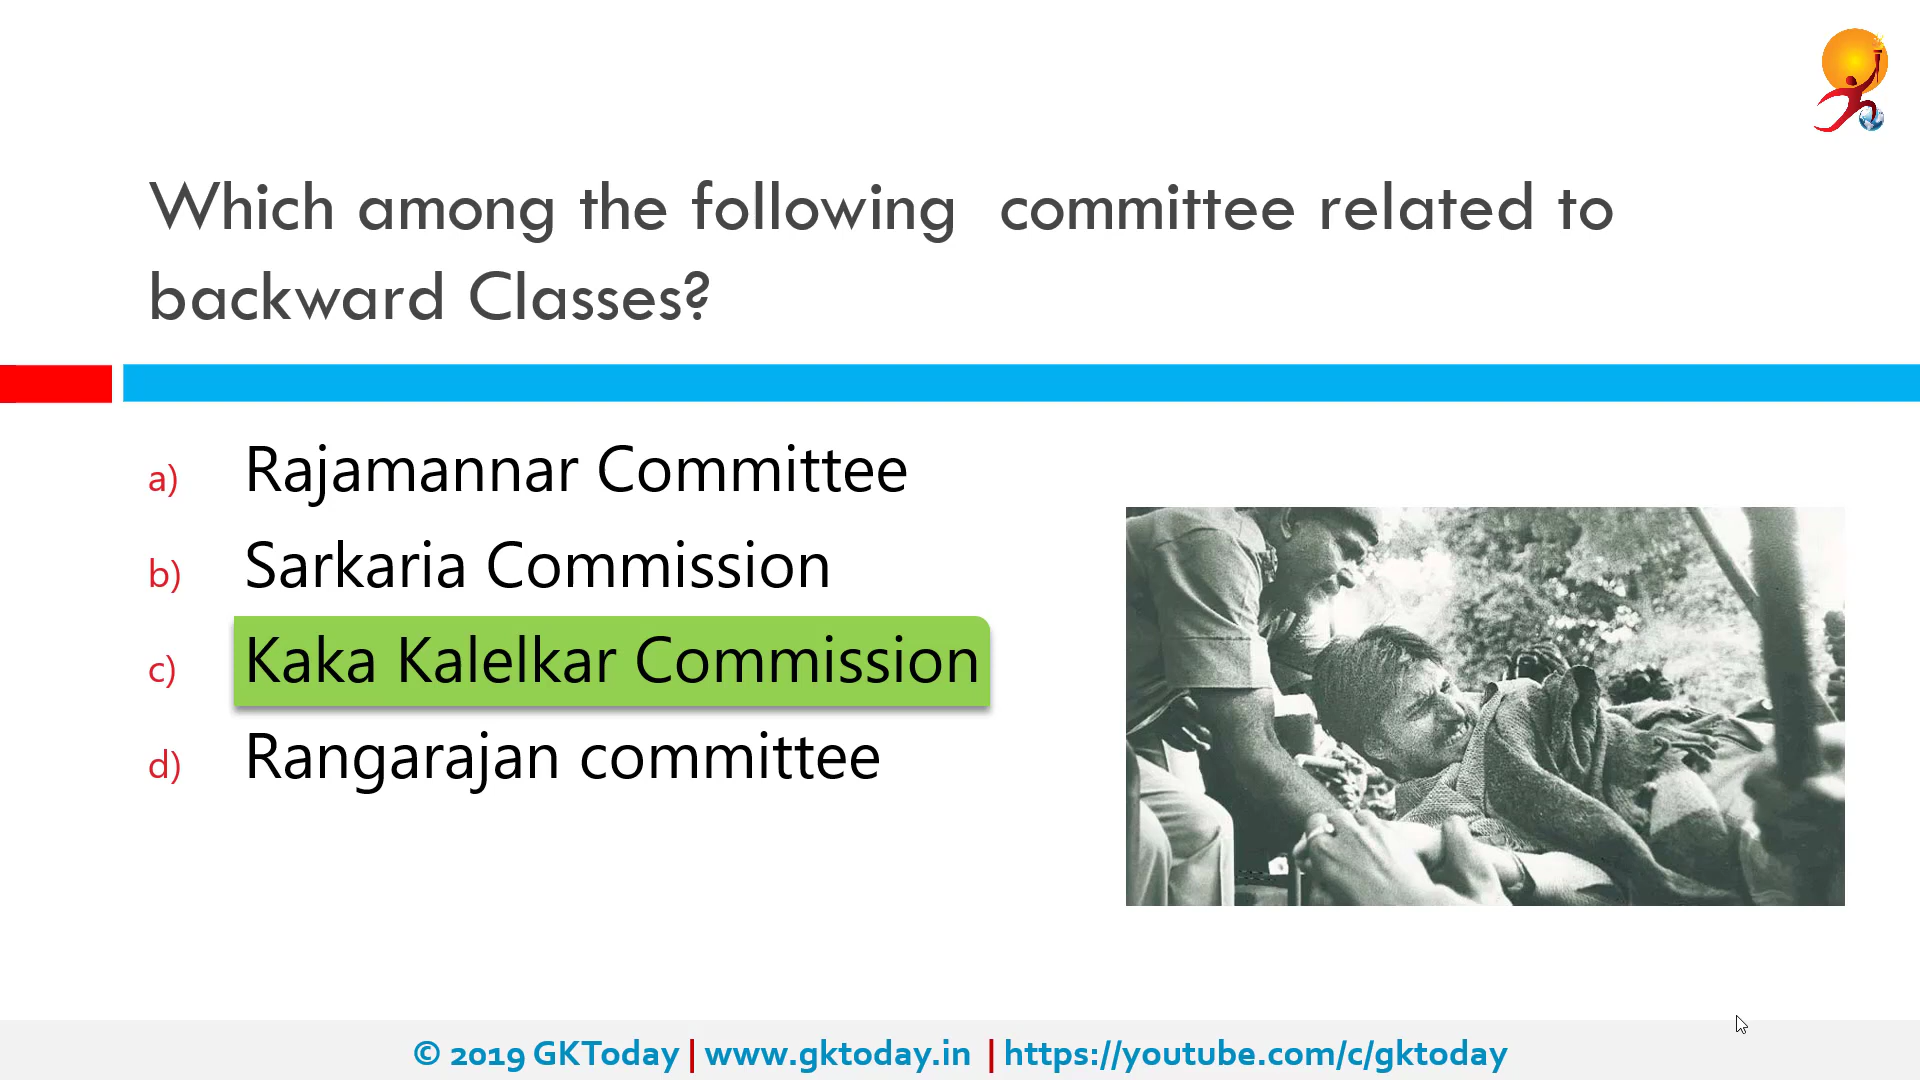 Which among the following  committee related to
backward Classes?
a) Rajamannar Committee
b) Sarkaria Commission
c) Kaka Kalelkar Commission
d) Rangarajan committee
© 2019 GKToday | www.gktoday.in | https://youtube.com/c/gktoday